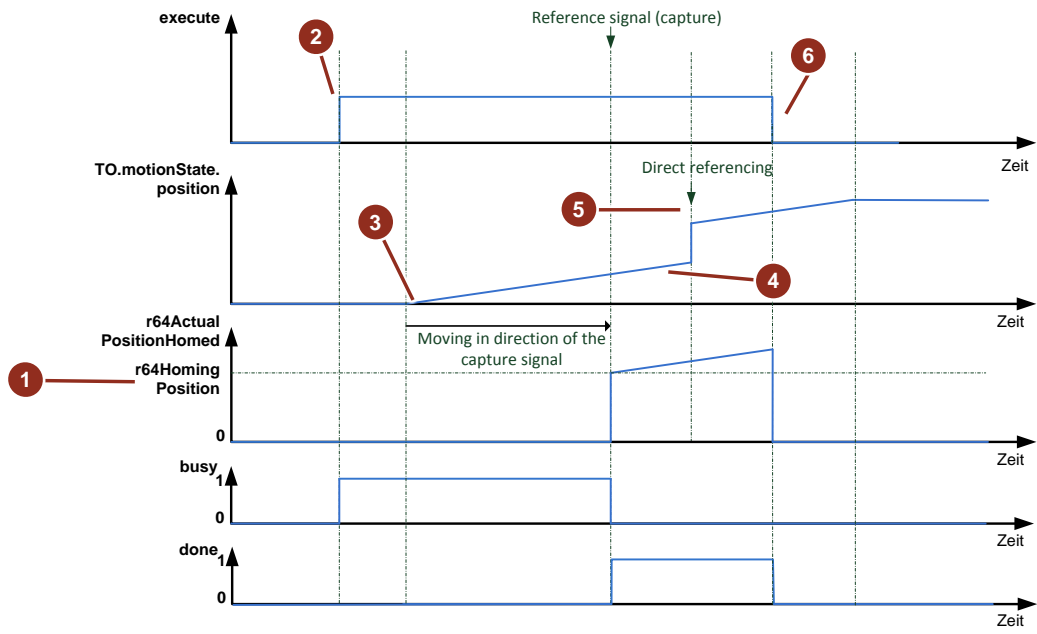 execute
Reference signal (capture)
2
6
Zeit
TO.motionState.
position
Direct referencing
5
3
4
Zeit
r64Actual
PositionHomed
Moving in direction of the
capture signal
1
r64Homing
Position
0
Zeit
busy
1
0
Zeit
done
1
0
Zeit